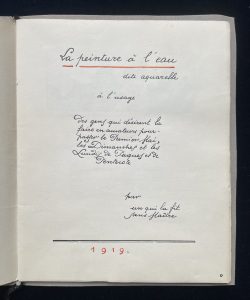 La peinture à l'eau
dite aquarelle
à l'usage
Des gens qui désirent la
faire en amateurs pour
passer le Premier Mai,
les Dimanches et les
Lundis de Pâques et de
Pentecôte
par
un qui la fit
sans Maître
1919.